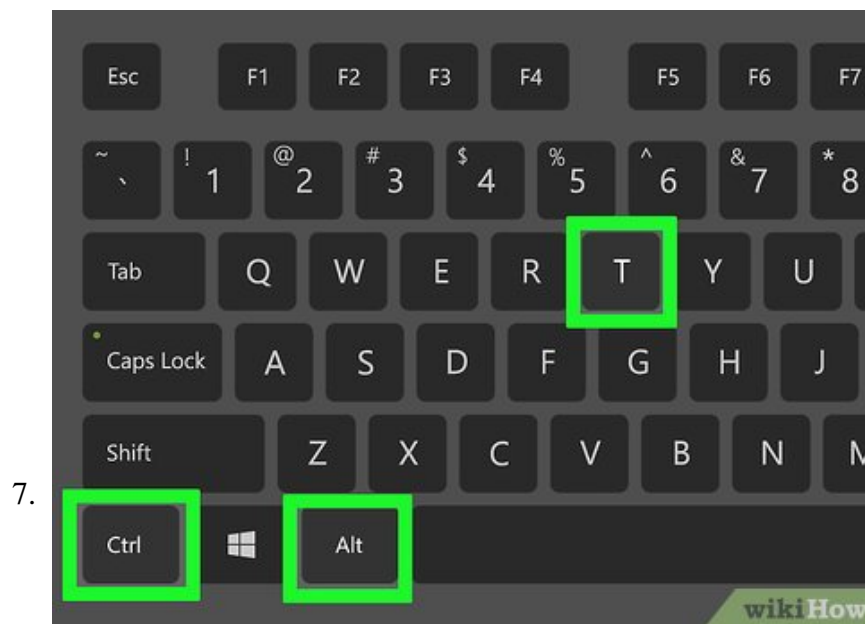 Esc F1 F2 F3 F4 F5 F6 F7
~ ` ! 1 @ 2 # 3 $ 4 % 5 ^ 6 & 7 * 8
Tab Q W E R T Y U
Caps Lock A S D F G H J
Shift Z X C V B N
7.
Ctrl Alt
wikiHow